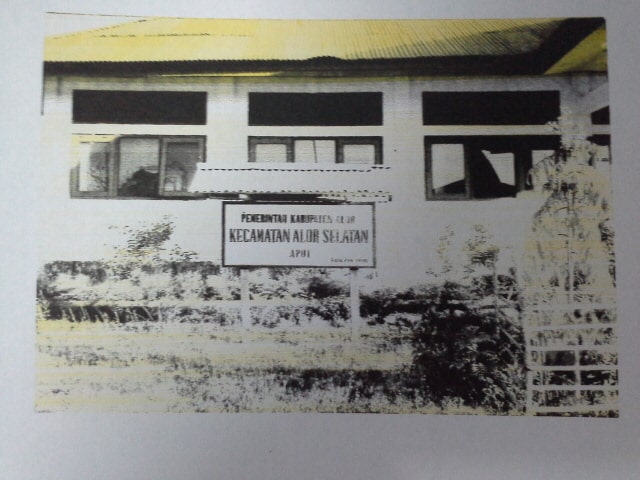 PEMERINTAH KABUPATEN ALOR
KECAMATAN ALOR SELATAN
APUI